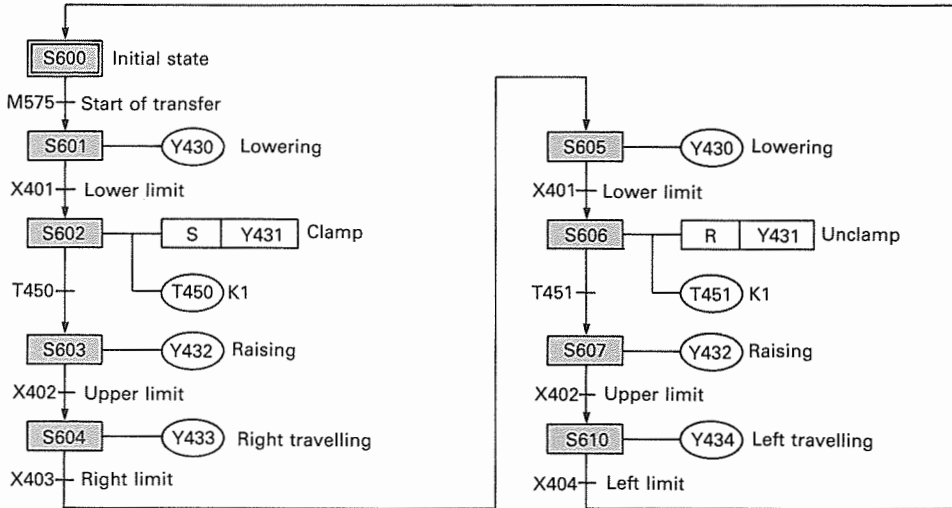 S600 Initial state
M575 Start of transfer
S601 Y430 Lowering
X401 Lower limit
S602 S Y431 Clamp
T450 T450 K1
S603 Y432 Raising
X402 Upper limit
S604 Y433 Right travelling
X403 Right limit
S605 Y430 Lowering
X401 Lower limit
S606 R Y431 Unclamp
T451 T451 K1
S607 Y432 Raising
X402 Upper limit
S610 Y434 Left travelling
X404 Left limit